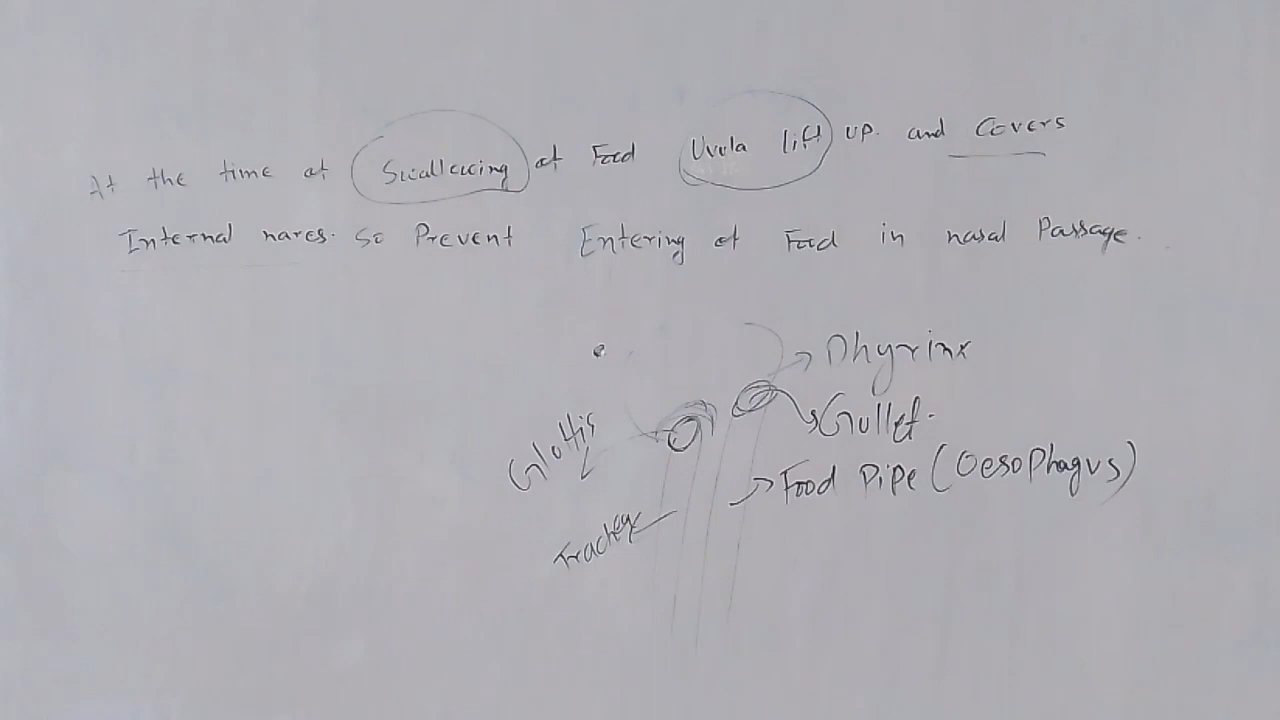 At the time of Swallowing of Food Uvula lift up. and Covers
Internal nares. So Prevent Entering of Food in nasal Passage.
Phyrinx
Glottis
Gullet.
Food Pipe (Oesophagus)
Trachea